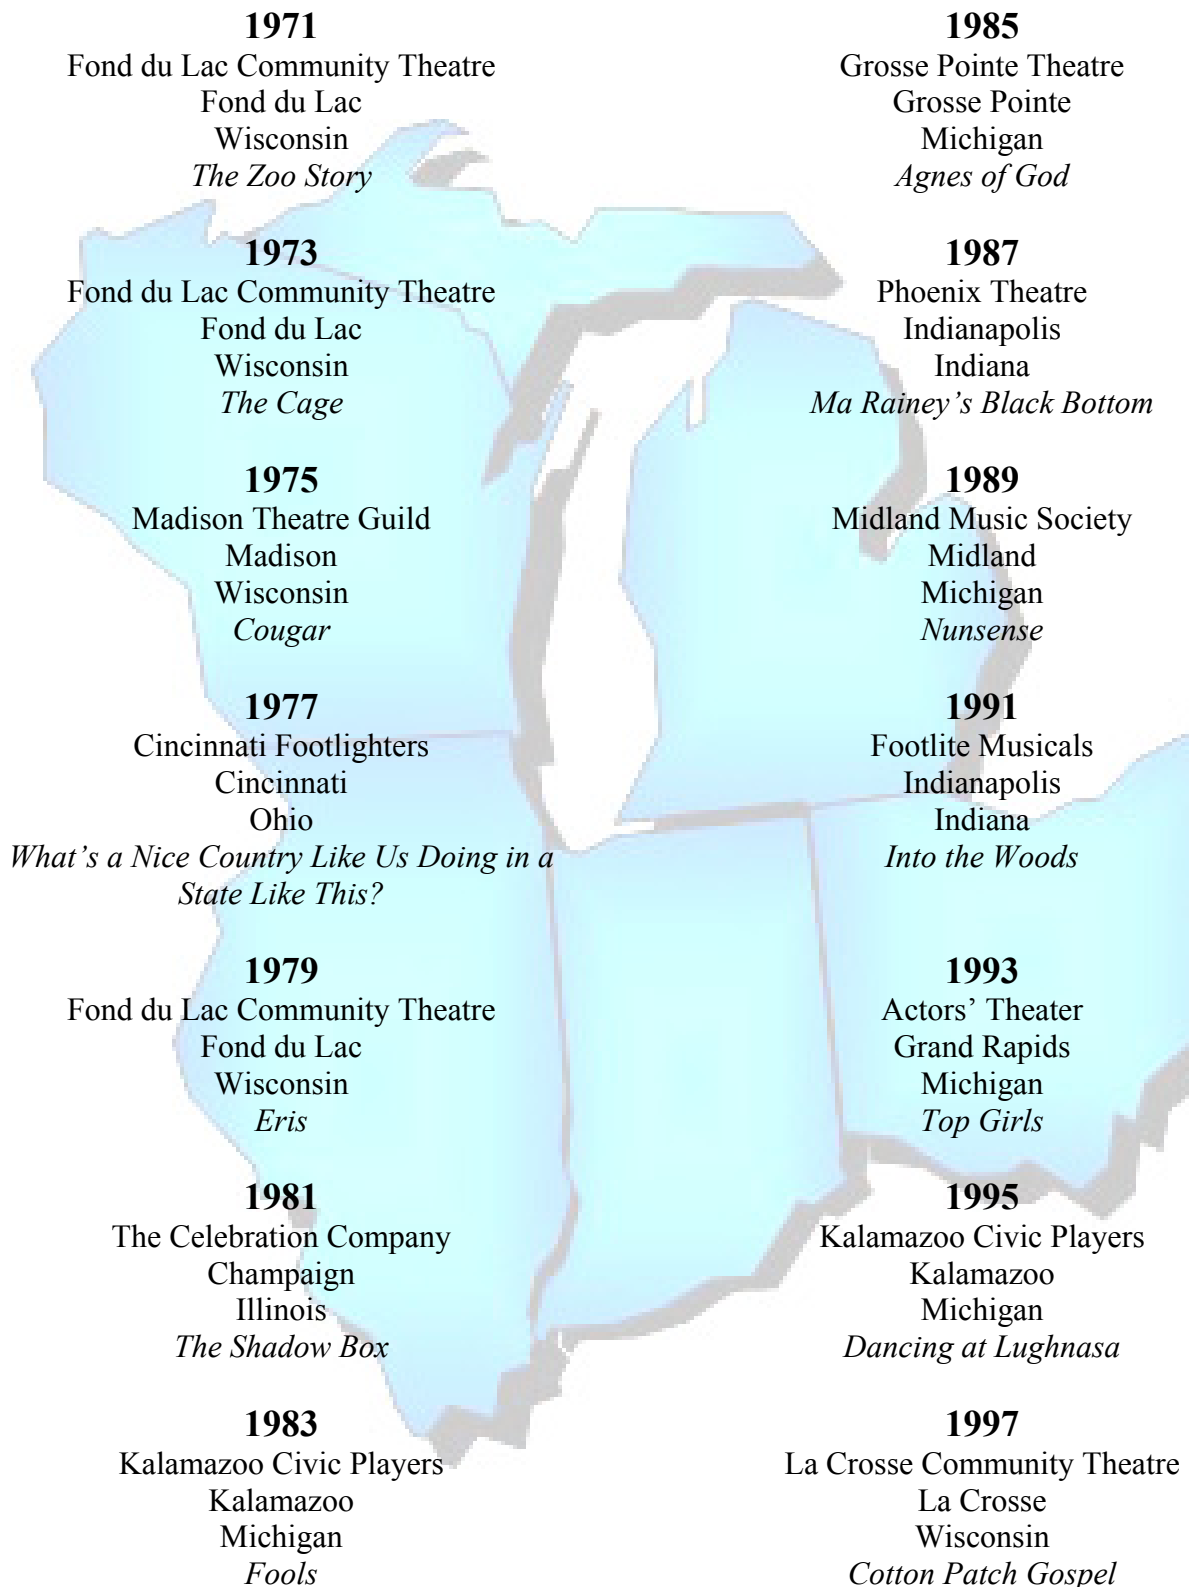 1971
Fond du Lac Community Theatre
Fond du Lac
Wisconsin
The Zoo Story
1973
Fond du Lac Community Theatre
Fond du Lac
Wisconsin
The Cage
1975
Madison Theatre Guild
Madison
Wisconsin
Cougar
1977
Cincinnati Footlighters
Cincinnati
Ohio
What’s a Nice Country Like Us Doing in a
State Like This?
1979
Fond du Lac Community Theatre
Fond du Lac
Wisconsin
Eris
1981
The Celebration Company
Champaign
Illinois
The Shadow Box
1983
Kalamazoo Civic Players
Kalamazoo
Michigan
Fools
1985
Grosse Pointe Theatre
Grosse Pointe
Michigan
Agnes of God
1987
Phoenix Theatre
Indianapolis
Indiana
Ma Rainey’s Black Bottom
1989
Midland Music Society
Midland
Michigan
Nunsense
1991
Footlite Musicals
Indianapolis
Indiana
Into the Woods
1993
Actors’ Theater
Grand Rapids
Michigan
Top Girls
1995
Kalamazoo Civic Players
Kalamazoo
Michigan
Dancing at Lughnasa
1997
La Crosse Community Theatre
La Crosse
Wisconsin
Cotton Patch Gospel